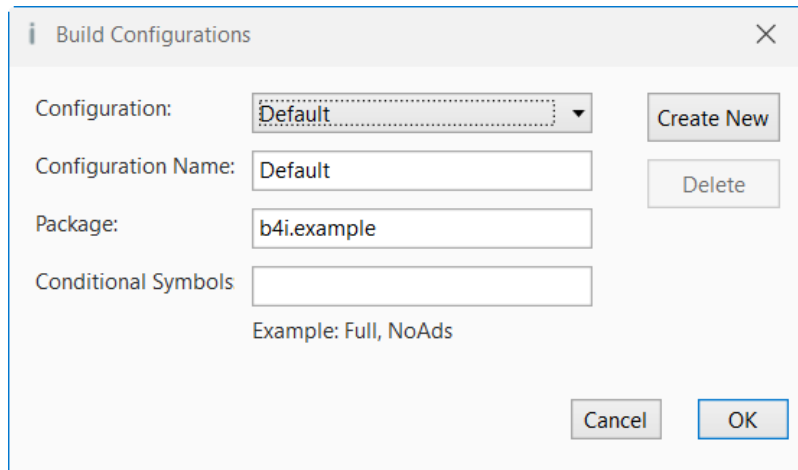 Build Configurations
Configuration: Default Create New
Configuration Name: Default Delete
Package: b4i.example
Conditional Symbols
Example: Full, NoAds
Cancel OK